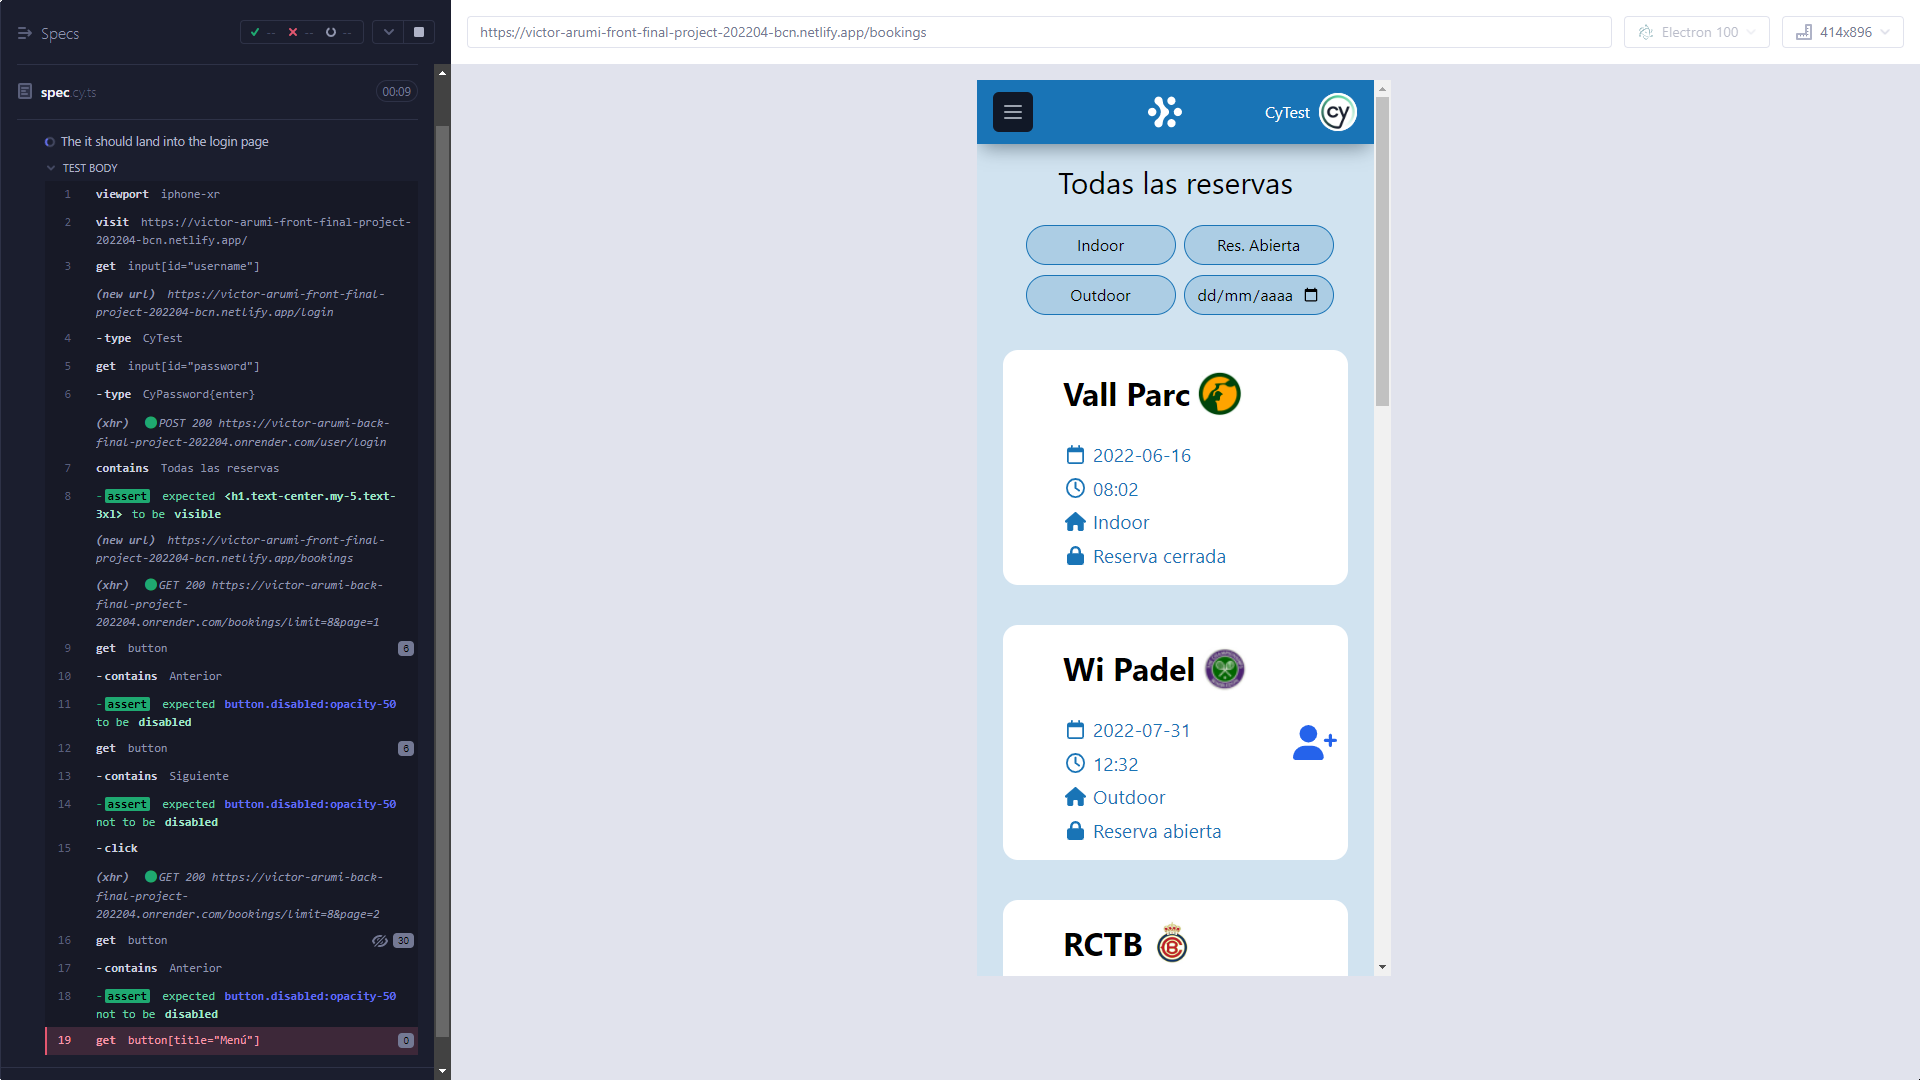 Specs
-- -- --
spec.cy.ts
00:09
The it should land into the login page
TEST BODY
1 viewport iphone-xr
2 visit https://victor-arumi-front-final-project-
202204-bcn.netlify.app/
3 get input[id="username"]
(new url) https://victor-arumi-front-final-
project-202204-bcn.netlify.app/login
4 -type CyTest
5 get input[id="password"]
6 -type CyPassword{enter}
(xhr) POST 200 https://victor-arumi-back-
final-project-202204.onrender.com/user/login
7 contains Todas las reservas
8 -assert expected <h1.text-center.my-5.text-
3xl> to be visible
(new url) https://victor-arumi-front-final-
project-202204-bcn.netlify.app/bookings
(xhr) GET 200 https://victor-arumi-back-
final-project-
202204.onrender.com/bookings/limit=8&page=1
9 get button 6
10 -contains Anterior
11 -assert expected button.disabled:opacity-50
to be disabled
12 get button 6
13 -contains Siguiente
14 -assert expected button.disabled:opacity-50
not to be disabled
15 -click
(xhr) GET 200 https://victor-arumi-back-
final-project-
202204.onrender.com/bookings/limit=8&page=2
16 get button 30
17 -contains Anterior
18 -assert expected button.disabled:opacity-50
not to be disabled
19 get button[title="Menú"] 0
https://victor-arumi-front-final-project-202204-bcn.netlify.app/bookings
Electron 100
414x896
CyTest cy
Todas las reservas
Indoor
Res. Abierta
Outdoor
dd/mm/aaaa
Vall Parc
2022-06-16
08:02
Indoor
Reserva cerrada
Wi Padel
2022-07-31
12:32
Outdoor
Reserva abierta
RCTB